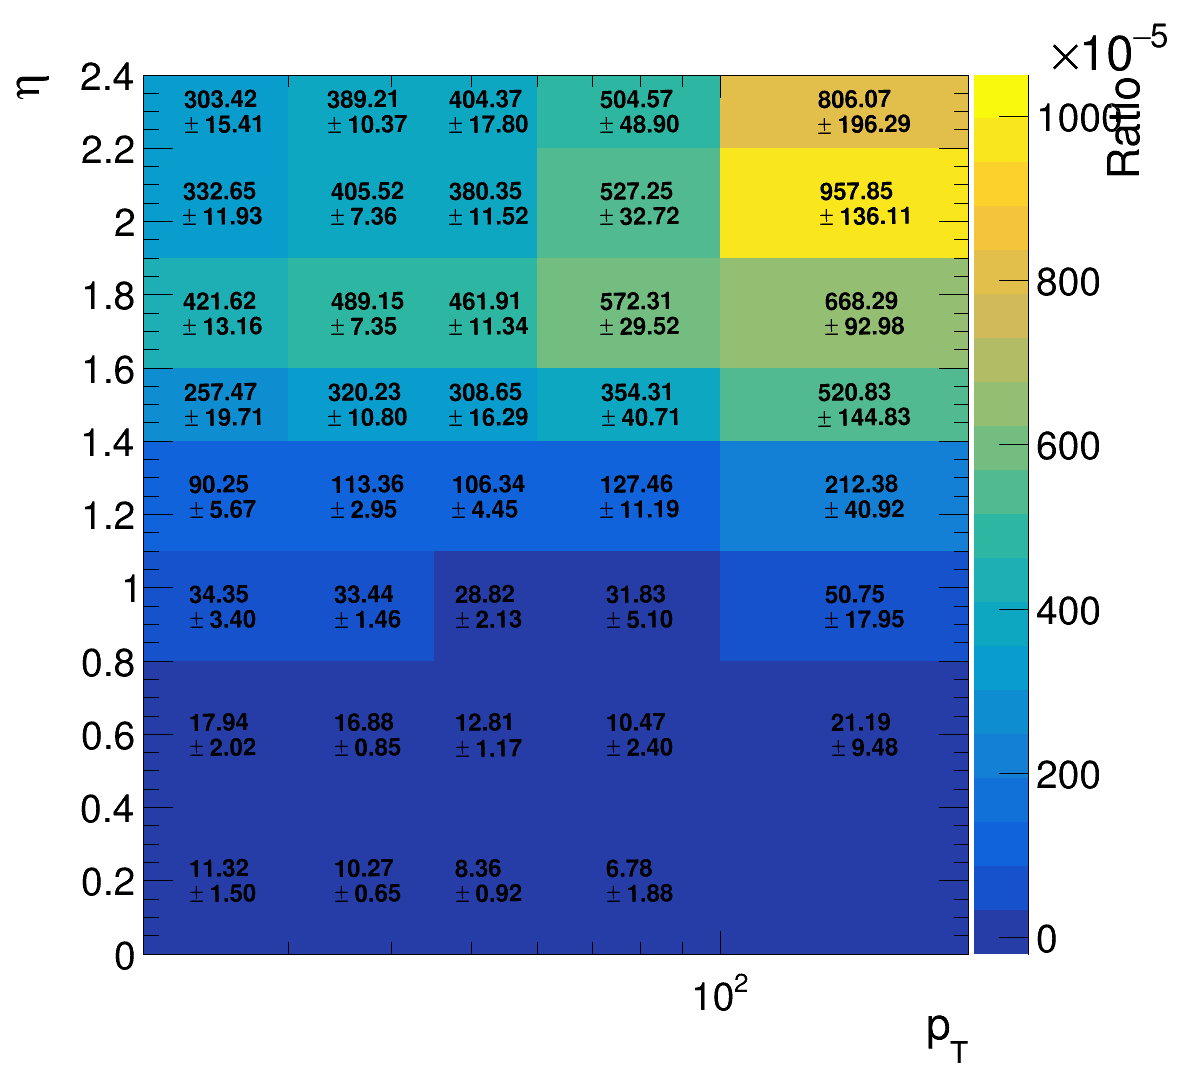 ×10⁻⁵
η
Ratio
2.4
2.2
2
1.8
1.6
1.4
1.2
1
0.8
0.6
0.4
0.2
0
303.42 389.21 404.37 504.57 806.07
± 15.41 ± 10.37 ± 17.80 ± 48.90 ± 196.29
332.65 405.52 380.35 527.25 957.85
± 11.93 ± 7.36 ± 11.52 ± 32.72 ± 136.11
421.62 489.15 461.91 572.31 668.29
± 13.16 ± 7.35 ± 11.34 ± 29.52 ± 92.98
257.47 320.23 308.65 354.31 520.83
± 19.71 ± 10.80 ± 16.29 ± 40.71 ± 144.83
90.25 113.36 106.34 127.46 212.38
± 5.67 ± 2.95 ± 4.45 ± 11.19 ± 40.92
34.35 33.44 28.82 31.83 50.75
± 3.40 ± 1.46 ± 2.13 ± 5.10 ± 17.95
17.94 16.88 12.81 10.47 21.19
± 2.02 ± 0.85 ± 1.17 ± 2.40 ± 9.48
11.32 10.27 8.36 6.78
± 1.50 ± 0.65 ± 0.92 ± 1.88
1000
800
600
400
200
0
10²
p_T